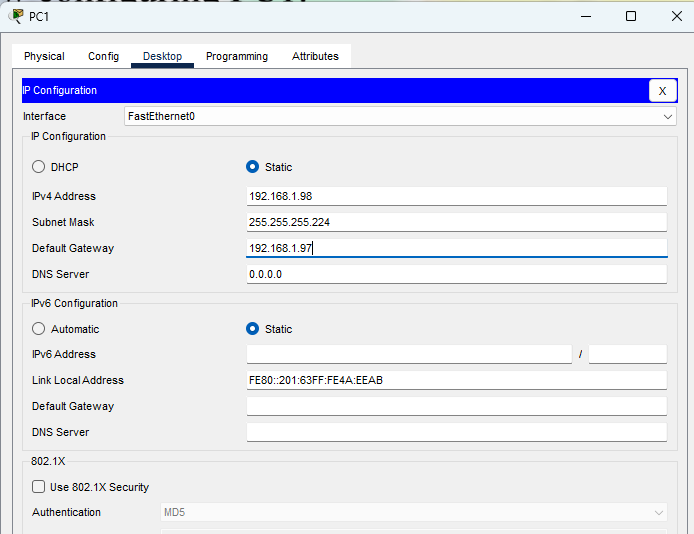 PC1
Physical Config Desktop Programming Attributes
IP Configuration X
Interface FastEthernet0
IP Configuration
DHCP Static
IPv4 Address 192.168.1.98
Subnet Mask 255.255.255.224
Default Gateway 192.168.1.97
DNS Server 0.0.0.0
IPv6 Configuration
Automatic Static
IPv6 Address /
Link Local Address FE80::201:63FF:FE4A:EEAB
Default Gateway
DNS Server
802.1X
Use 802.1X Security
Authentication MD5